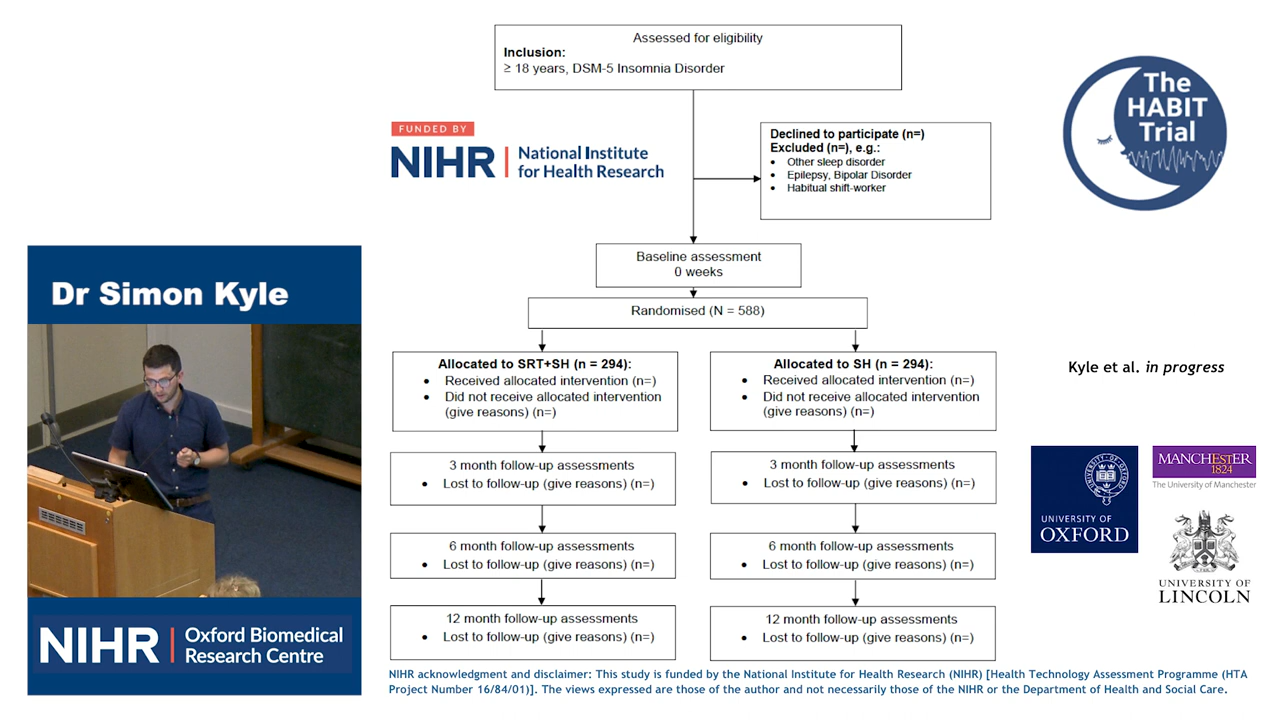 Assessed for eligibility
Inclusion:
≥ 18 years, DSM-5 Insomnia Disorder
The
HABIT
Trial
FUNDED BY
NIHR | National Institute
for Health Research
Declined to participate (n=)
Excluded (n=), e.g.:
• Other sleep disorder
• Epilepsy, Bipolar Disorder
• Habitual shift-worker
Baseline assessment
0 weeks
Dr Simon Kyle
Randomised (N = 588)
Allocated to SRT+SH (n = 294):
• Received allocated intervention (n=)
• Did not receive allocated intervention
(give reasons) (n=)
Allocated to SH (n = 294):
• Received allocated intervention (n=)
• Did not receive allocated intervention
(give reasons) (n=)
Kyle et al. in progress
3 month follow-up assessments
• Lost to follow-up (give reasons) (n=)
3 month follow-up assessments
• Lost to follow-up (give reasons) (n=)
6 month follow-up assessments
• Lost to follow-up (give reasons) (n=)
6 month follow-up assessments
• Lost to follow-up (give reasons) (n=)
12 month follow-up assessments
• Lost to follow-up (give reasons) (n=)
12 month follow-up assessments
• Lost to follow-up (give reasons) (n=)
UNIVERSITY OF
OXFORD
MANCHESTER
1824
The University of Manchester
UNIVERSITY OF
LINCOLN
NIHR | Oxford Biomedical
Research Centre
NIHR acknowledgment and disclaimer: This study is funded by the National Institute for Health Research (NIHR) [Health Technology Assessment Programme (HTA
Project Number 16/84/01)]. The views expressed are those of the author and not necessarily those of the NIHR or the Department of Health and Social Care.